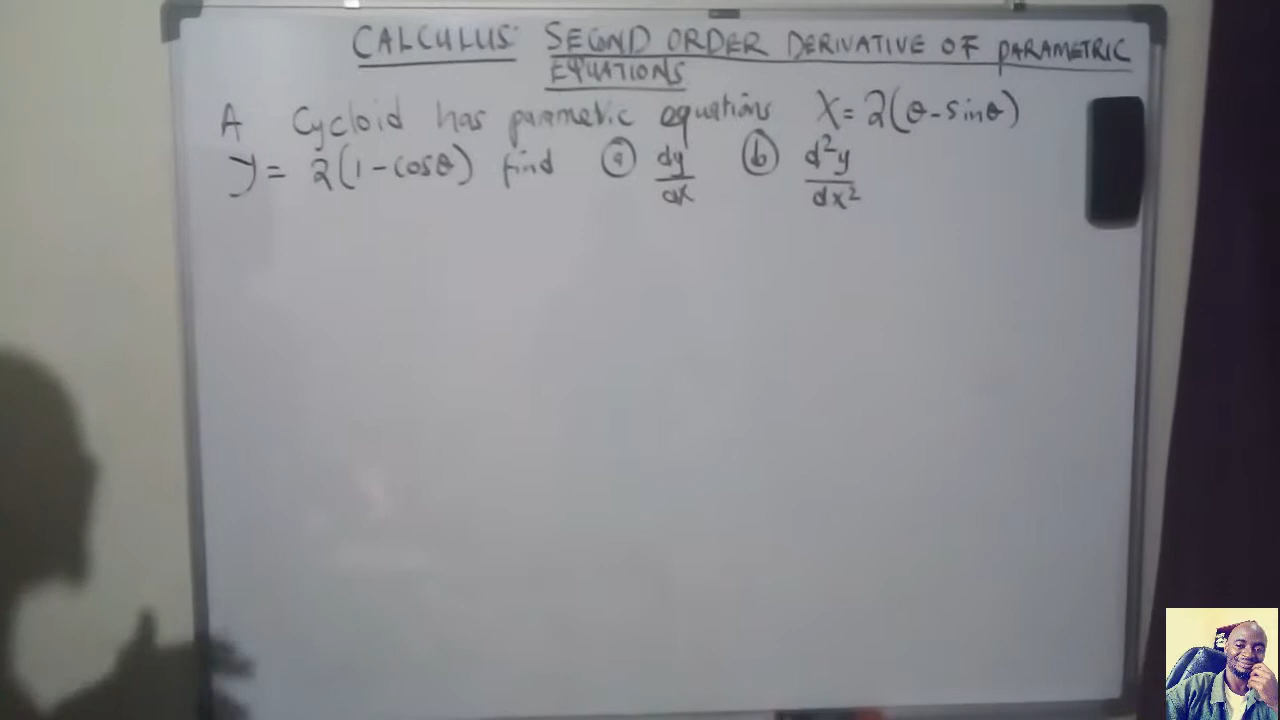 CALCULUS: SECOND ORDER DERIVATIVE OF PARAMETRIC
EQUATIONS
A Cycloid has parametric equations X = 2(θ - sinθ)
y = 2(1 - cosθ) find ⓐ dy/dx ⓑ d²y/dx²